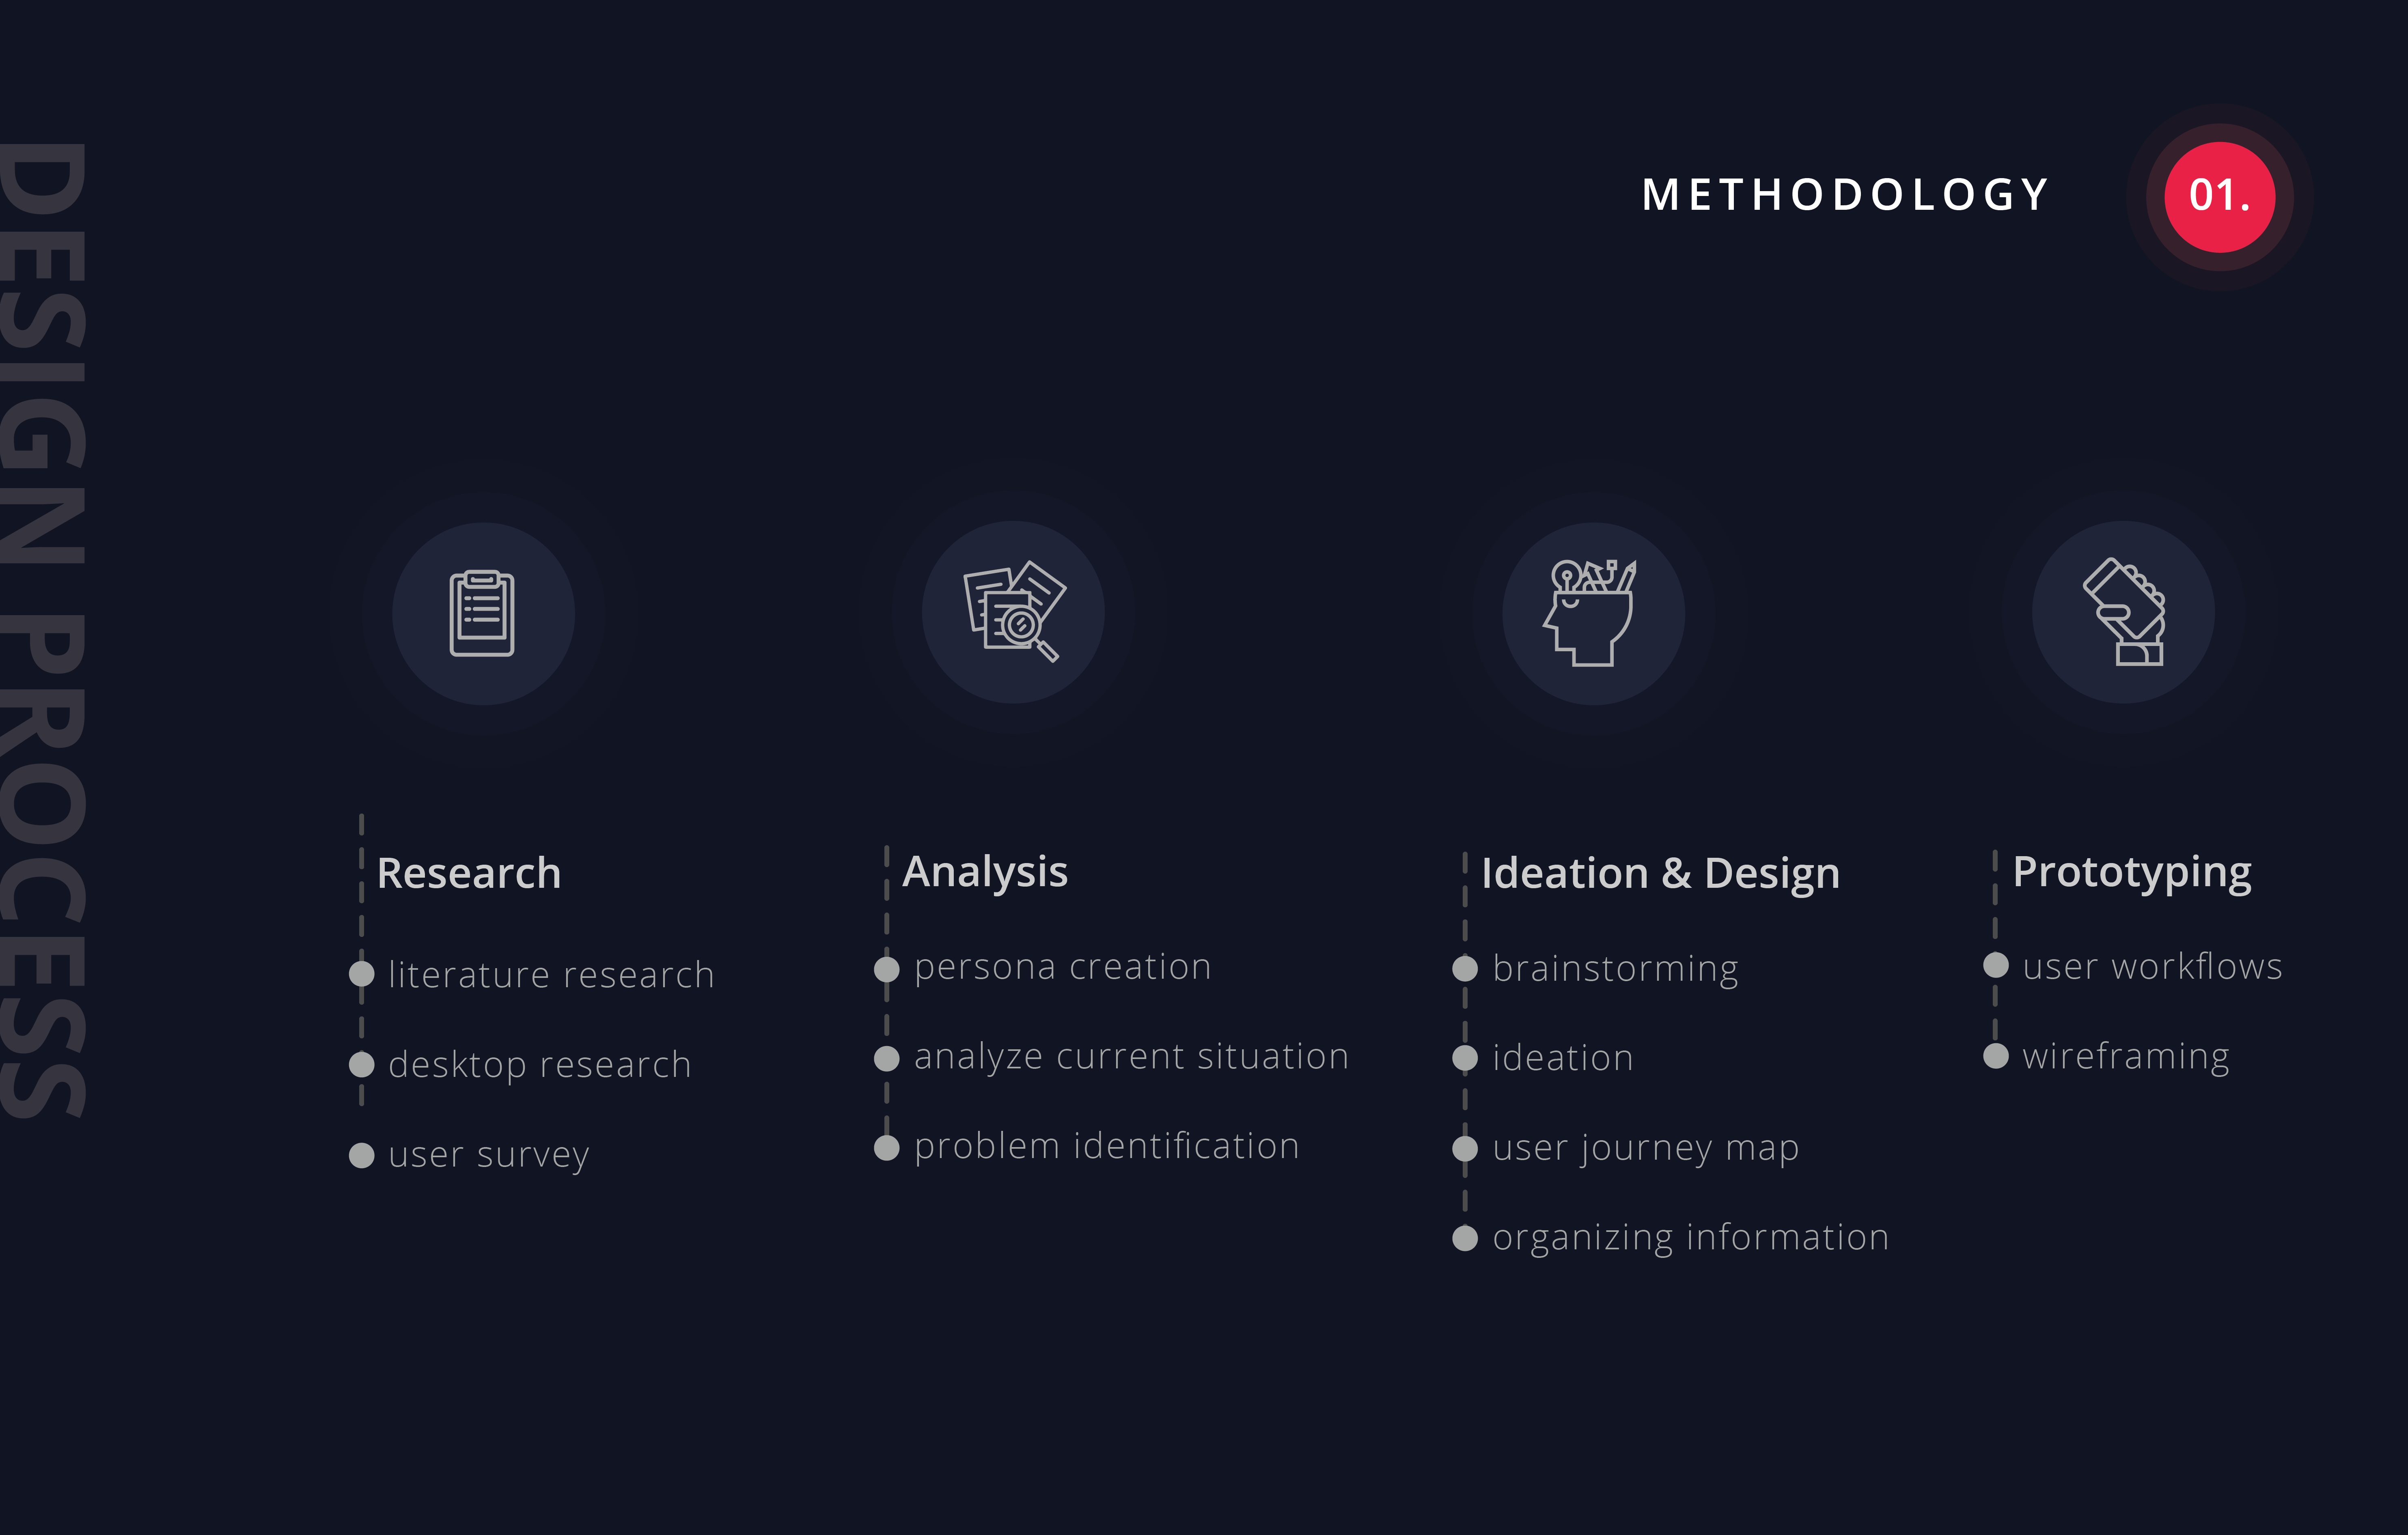 DESIGN PROCESS
METHODOLOGY
01.
Research
literature research
desktop research
user survey
Analysis
persona creation
analyze current situation
problem identification
Ideation & Design
brainstorming
ideation
user journey map
organizing information
Prototyping
user workflows
wireframing